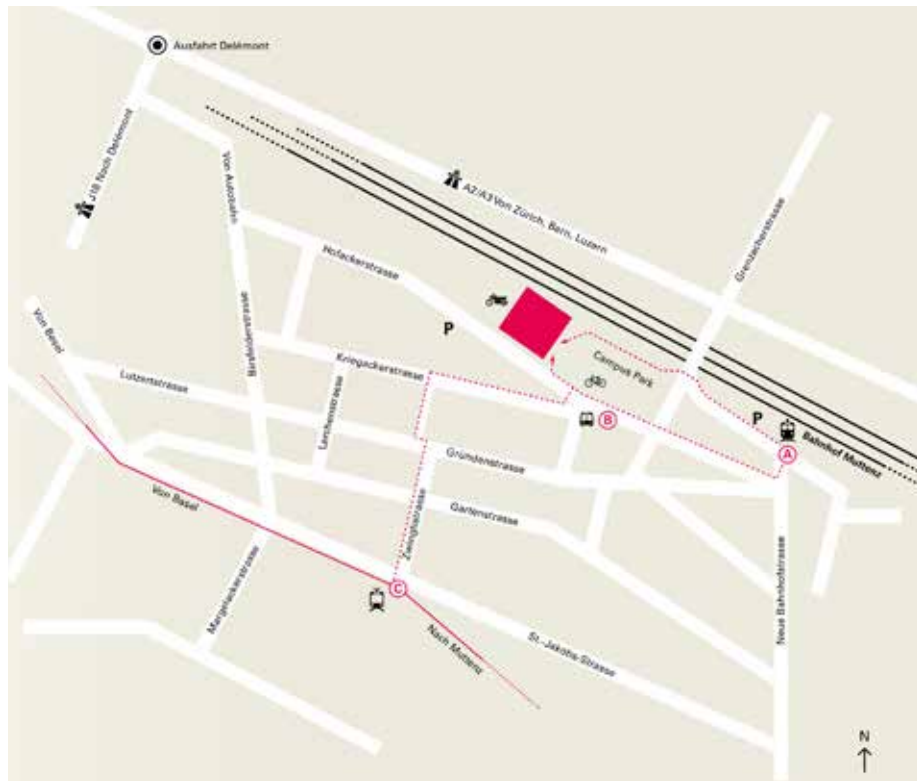 Ausfahrt Delémont
J18 Nach Delémont
Von Autobahn
A2/A3 Von Zürich, Bern, Luzern
Grenzacherstrasse
Hofackerstrasse
P
Von Basel
Birsfelderstrasse
Campus Park
Kriegackerstrasse
Lutzertstrasse
Lerchenstrasse
B
P
Bahnhof Muttenz
A
Gründenstrasse
Von Basel
Gartenstrasse
Zwinglistrasse
C
Margelackerstrasse
Nach Muttenz
St.-Jakobs-Strasse
Neue Bahnhofstrasse
N